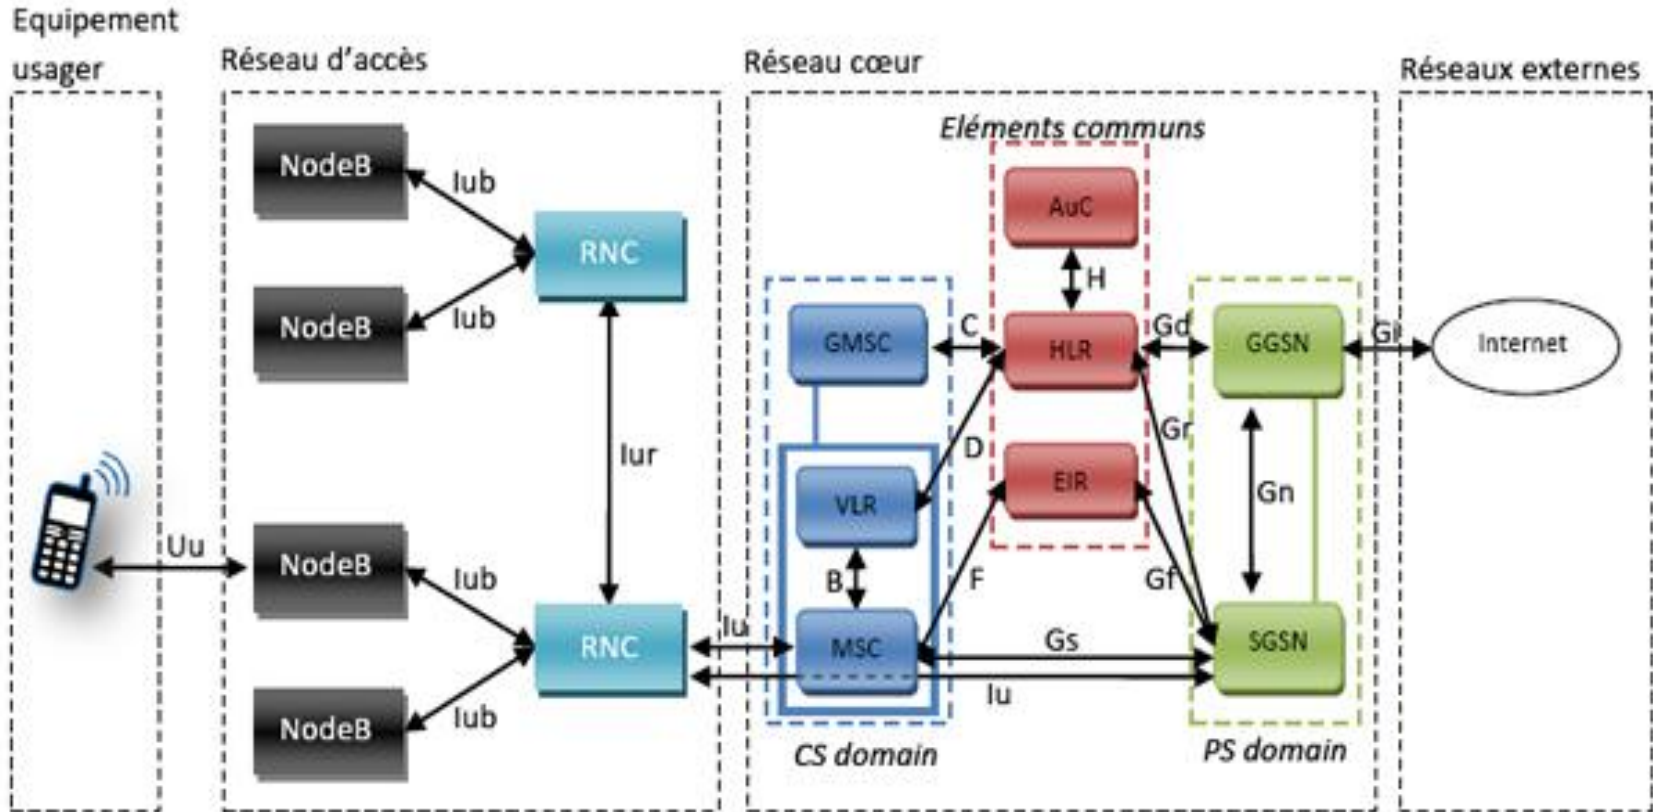 Equipement
usager
Réseau d'accès
Réseau cœur
Réseaux externes
Eléments communs
NodeB
Iub
RNC
NodeB
Iub
AuC
H
GMSC
C
HLR
Gd
GGSN
Gi
Internet
Iur
D
Gr
VLR
EIR
Gn
Uu
NodeB
Iub
B
F
Gf
RNC
Iu
MSC
Gs
SGSN
Iu
NodeB
Iub
CS domain
PS domain